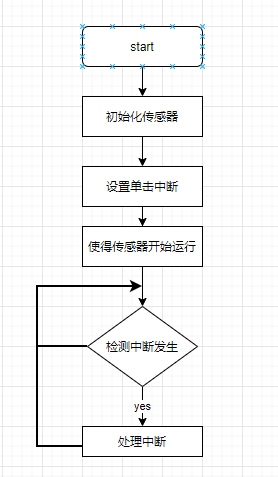 start
初始化传感器
设置单击中断
使得传感器开始运行
检测中断发生
yes
处理中断